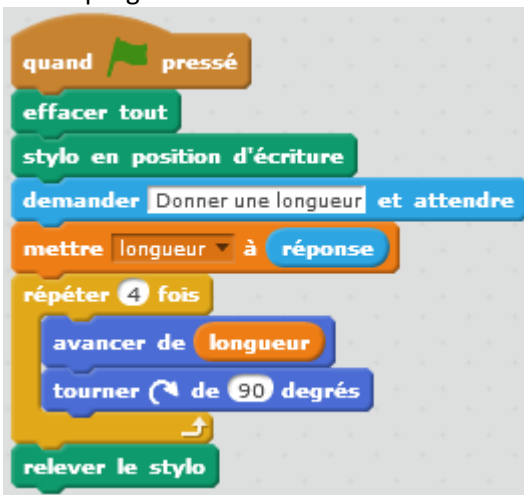 quand pressé
effacer tout
stylo en position d'écriture
demander Donner une longueur et attendre
mettre longueur à réponse
répéter 4 fois
avancer de longueur
tourner de 90 degrés
relever le stylo